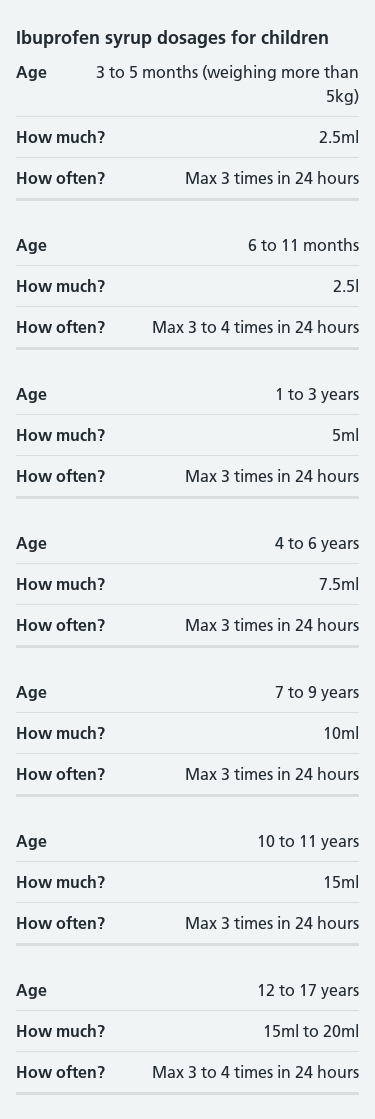 Ibuprofen syrup dosages for children
Age 3 to 5 months (weighing more than
5kg)
How much? 2.5ml
How often? Max 3 times in 24 hours
Age 6 to 11 months
How much? 2.5l
How often? Max 3 to 4 times in 24 hours
Age 1 to 3 years
How much? 5ml
How often? Max 3 times in 24 hours
Age 4 to 6 years
How much? 7.5ml
How often? Max 3 times in 24 hours
Age 7 to 9 years
How much? 10ml
How often? Max 3 times in 24 hours
Age 10 to 11 years
How much? 15ml
How often? Max 3 times in 24 hours
Age 12 to 17 years
How much? 15ml to 20ml
How often? Max 3 to 4 times in 24 hours